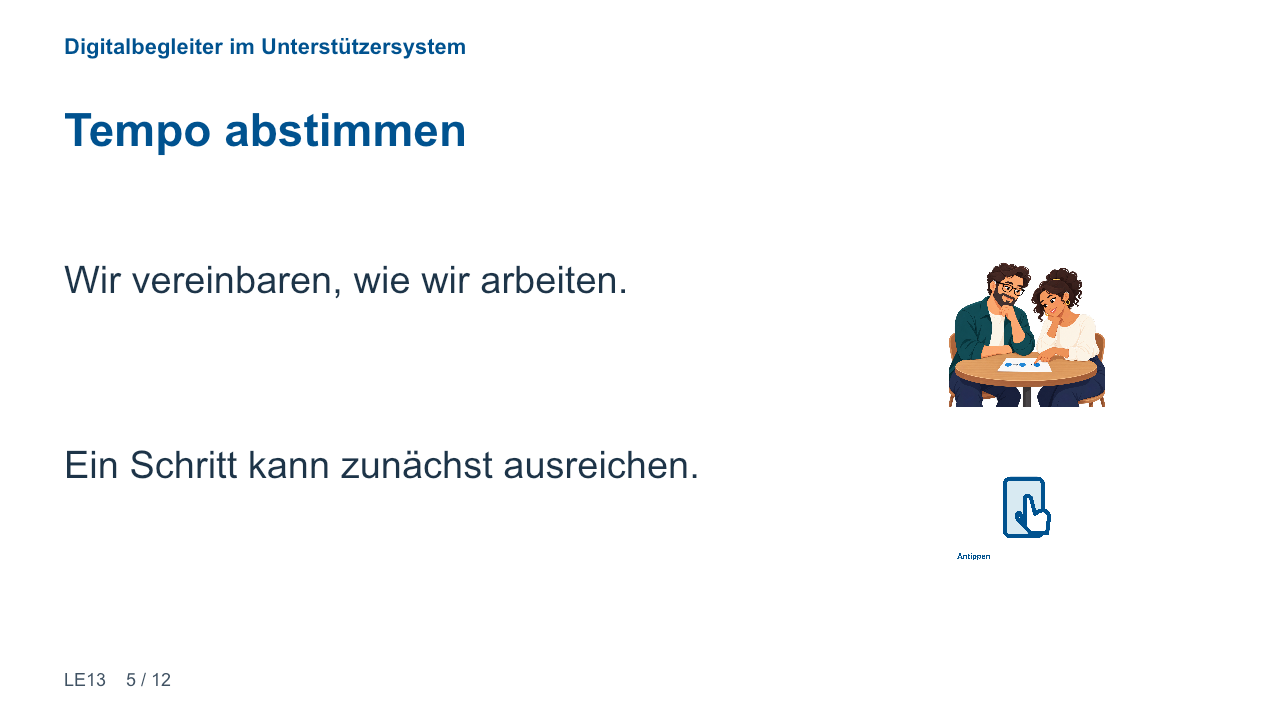 Digitalbegleiter im Unterstützersystem
Tempo abstimmen
Wir vereinbaren, wie wir arbeiten.
Ein Schritt kann zunächst ausreichen.
Antippen
LE13 5 / 12